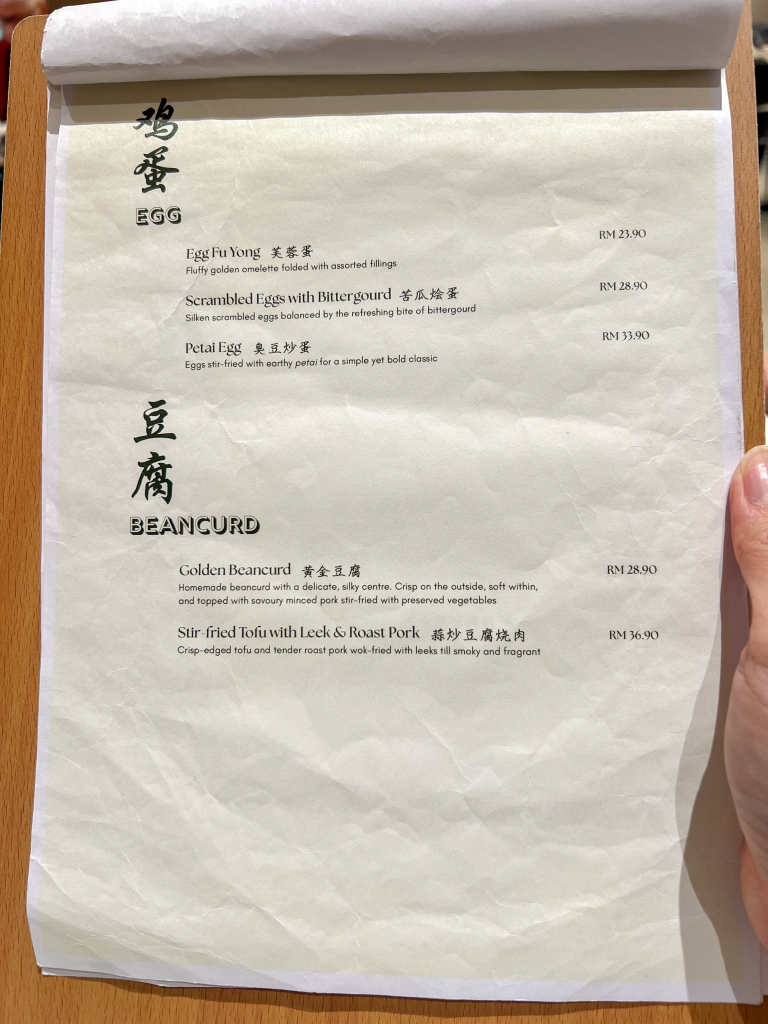 鸡
蛋
EGG
Egg Fu Yong 芙蓉蛋 RM 23.90
Fluffy golden omelette folded with assorted fillings
Scrambled Eggs with Bittergourd 苦瓜烩蛋 RM 28.90
Silken scrambled eggs balanced by the refreshing bite of bittergourd
Petai Egg 臭豆炒蛋 RM 33.90
Eggs stir-fried with earthy petai for a simple yet bold classic
豆
腐
BEANCURD
Golden Beancurd 黄金豆腐 RM 28.90
Homemade beancurd with a delicate, silky centre. Crisp on the outside, soft within,
and topped with savoury minced pork stir-fried with preserved vegetables
Stir-fried Tofu with Leek & Roast Pork 蒜炒豆腐烧肉 RM 36.90
Crisp-edged tofu and tender roast pork wok-fried with leeks till smoky and fragrant